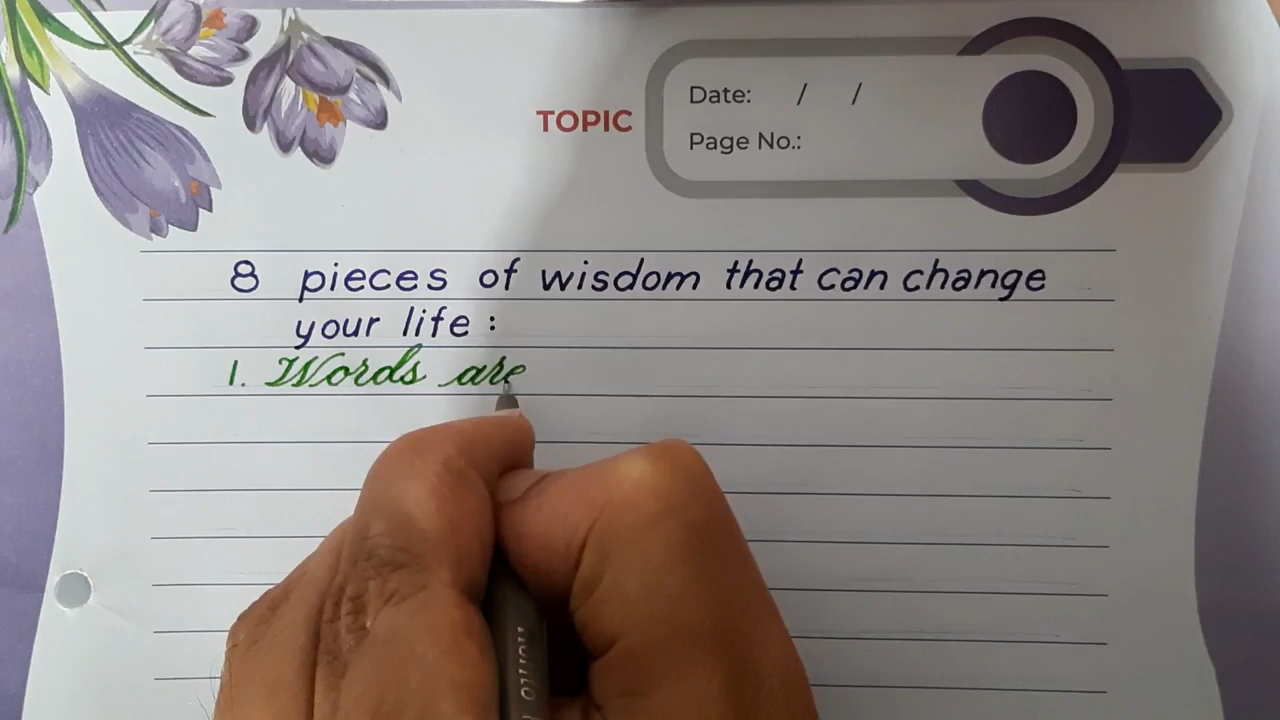 TOPIC
Date: / /
Page No.:
8 pieces of wisdom that can change
your life :
1. Words are